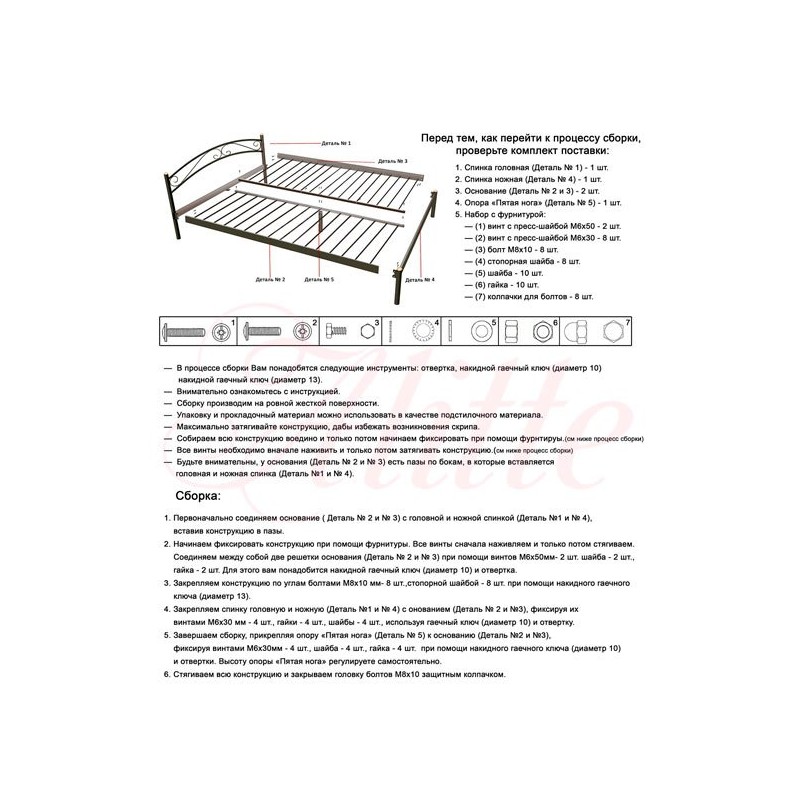 Перед тем, как перейти к процессу сборки,
проверьте комплект поставки:
1. Спинка головная (Деталь № 1) - 1 шт.
2. Спинка ножная (Деталь № 4) - 1 шт.
3. Основание (Деталь № 2 и 3) - 2 шт.
4. Опора «Пятая нога» (Деталь № 5) - 1 шт.
5. Набор с фурнитурой:
— (1) винт с пресс-шайбой М6х50 - 2 шт.
— (2) винт с пресс-шайбой М6х30 - 8 шт.
— (3) болт М8х10 - 8 шт.
— (4) стопорная шайба - 8 шт.
— (5) шайба - 10 шт.
— (6) гайка - 10 шт.
— (7) колпачки для болтов - 8 шт.
Деталь № 1
Деталь № 3
Деталь № 2
Деталь № 5
Деталь № 4
1 2 3 4 5 6 7
— В процессе сборки Вам понадобятся следующие инструменты: отвертка, накидной гаечный ключ (диаметр 10)
накидной гаечный ключ (диаметр 13).
— Внимательно ознакомьтесь с инструкцией.
— Сборку производим на ровной жесткой поверхности.
— Упаковку и прокладочный материал можно использовать в качестве подстилочного материала.
— Максимально затягивайте конструкцию, дабы избежать возникновения скрипа.
— Собираем всю конструкцию воедино и только потом начинаем фиксировать при помощи фурнтируы.(см ниже процесс сборки)
— Все винты необходимо вначале наживить и только потом затягивать конструкцию.(см ниже процесс сборки)
— Будьте внимательны, у основания (Деталь № 2 и № 3) есть пазы по бокам, в которые вставляется
головная и ножная спинка (Деталь №1 и № 4).
Сборка:
1. Первоначально соединяем основание ( Деталь № 2 и № 3) с головной и ножной спинкой (Деталь №1 и № 4),
вставив конструкцию в пазы.
2. Начинаем фиксировать конструкцию при помощи фурнитуры. Все винты сначала наживляем и только потом стягиваем.
Соединяем между собой две решетки основания (Деталь № 2 и № 3) при помощи винтов М6х50мм- 2 шт. шайба - 2 шт.,
гайка - 2 шт. Для этого вам понабодится накидной гаечный ключ (диаметр 10) и отвертка.
3. Закрепляем конструкцию по углам болтами М8х10 мм- 8 шт.,стопорной шайбой - 8 шт. при помощи накидного гаечного
ключа (диаметр 13).
4. Закрепляем спинку головную и ножную (Деталь №1 и № 4) с онованием (Деталь № 2 и №3), фиксируя их
винтами М6х30 мм - 4 шт., гайки - 4 шт., шайбы - 4 шт., используя гаечный ключ (диаметр 10) и отвертку.
5. Завершаем сборку, прикрепляя опору «Пятая нога» (Деталь № 5) к основанию (Деталь №2 и №3),
фиксируя винтами М6х30мм - 4 шт., шайба - 4 шт., гайка - 4 шт. при помощи накидного гаечного ключа (диаметр 10)
и отвертки. Высоту опоры «Пятая нога» регулируете самостоятельно.
6. Стягиваем всю конструкцию и закрываем головку болтов М8х10 защитным колпачком.